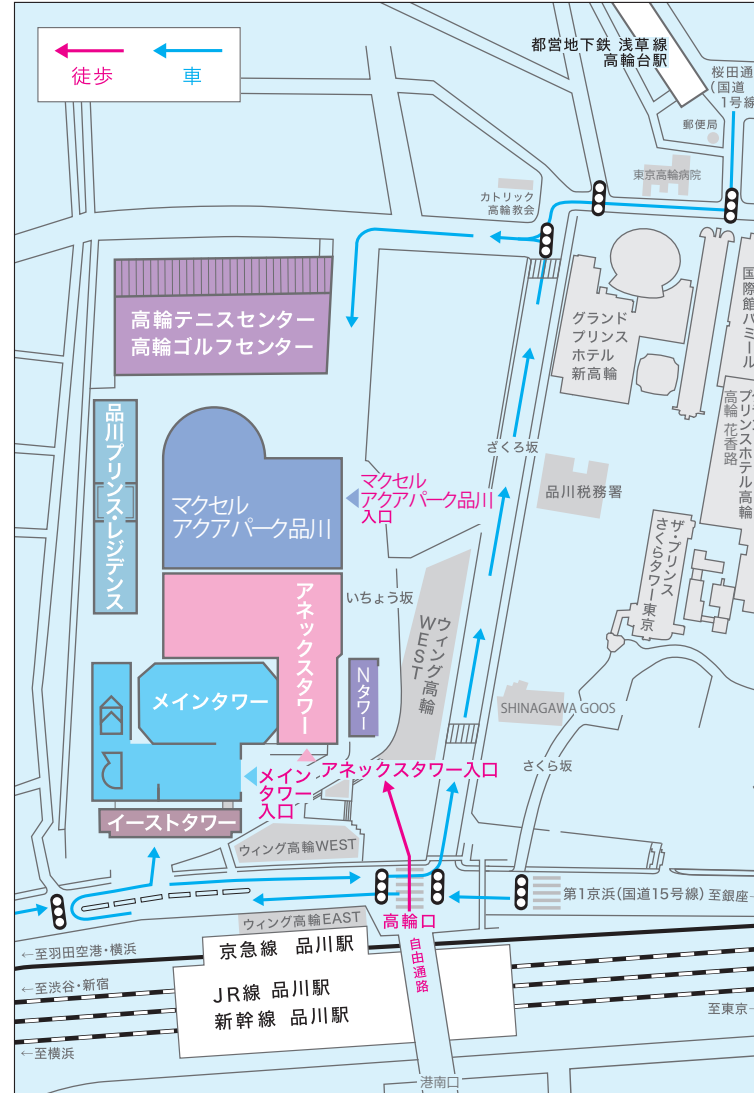 徒歩
車
都営地下鉄 浅草線
高輪台駅
桜田通
(国道
1号線
郵便局
東京高輪病院
カトリック
高輪教会
高輪テニスセンター
高輪ゴルフセンター
グランド
プリンス
ホテル
新高輪
国際館パミール
グランドプリンスホテル高輪
高輪 花香路
品川プリンス・レジデンス
マクセル
アクアパーク品川
マクセル
アクアパーク品川
入口
ざくろ坂
品川税務署
ザ・プリンス
さくらタワー東京
アネックスタワー
いちょう坂
ウィング高輪
WEST
メインタワー
Nタワー
SHINAGAWA GOOS
さくら坂
メイン
タワー
入口
アネックスタワー入口
イーストタワー
ウィング高輪WEST
第1京浜(国道15号線)
至銀座→
ウィング高輪EAST
高輪口
自由通路
←至羽田空港・横浜
京急線 品川駅
←至渋谷・新宿
JR線 品川駅
新幹線 品川駅
至東京→
←至横浜
港南口